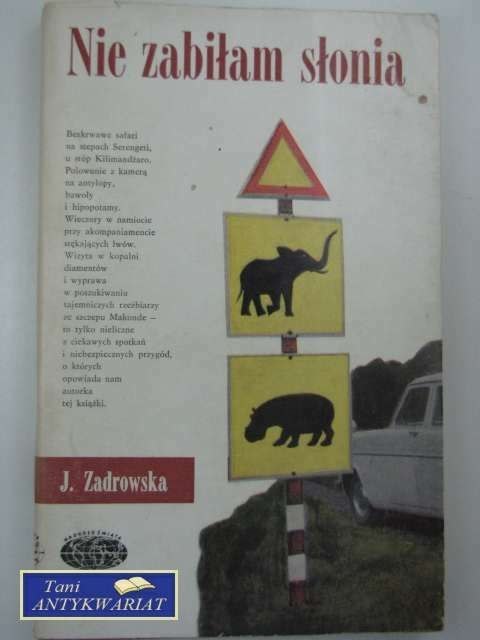 Nie zabiłam słonia
Bezkrwawe safari
na stepach Serengeti,
u stóp Kilimandżaro.
Polowanie z kamerą
na antylopy,
bawoły
i hipopotamy.
Wieczory w namiocie
przy akompaniamencie
stękających lwów.
Wizyta w kopalni
diamentów
i wyprawa
w poszukiwaniu
tajemniczych rzeźbiarzy
ze szczepu Makonde —
to tylko nieliczne
z ciekawych spotkań
i niebezpiecznych przygód,
o których
opowiada nam
autorka
tej książki.
J. Zadrowska
NAOKOŁO ŚWIATA
Tani
ANTYKWARIAT